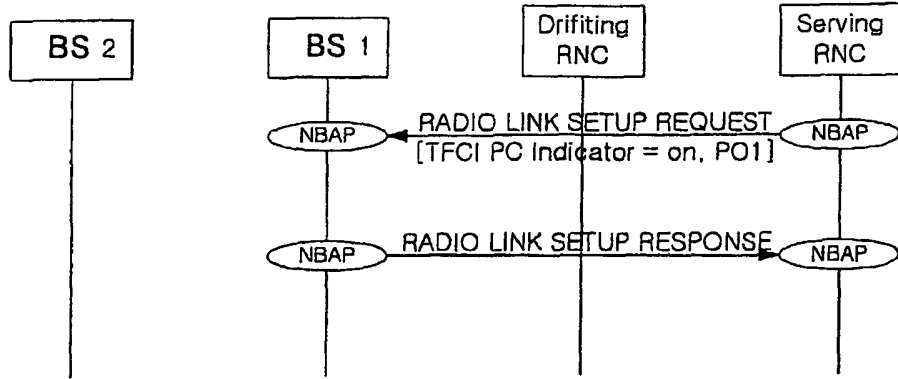 BS 2
BS 1
Drifiting
RNC
Serving
RNC
NBAP
RADIO LINK SETUP REQUEST
[TFCI PC Indicator = on, PO1]
NBAP
NBAP
RADIO LINK SETUP RESPONSE
NBAP